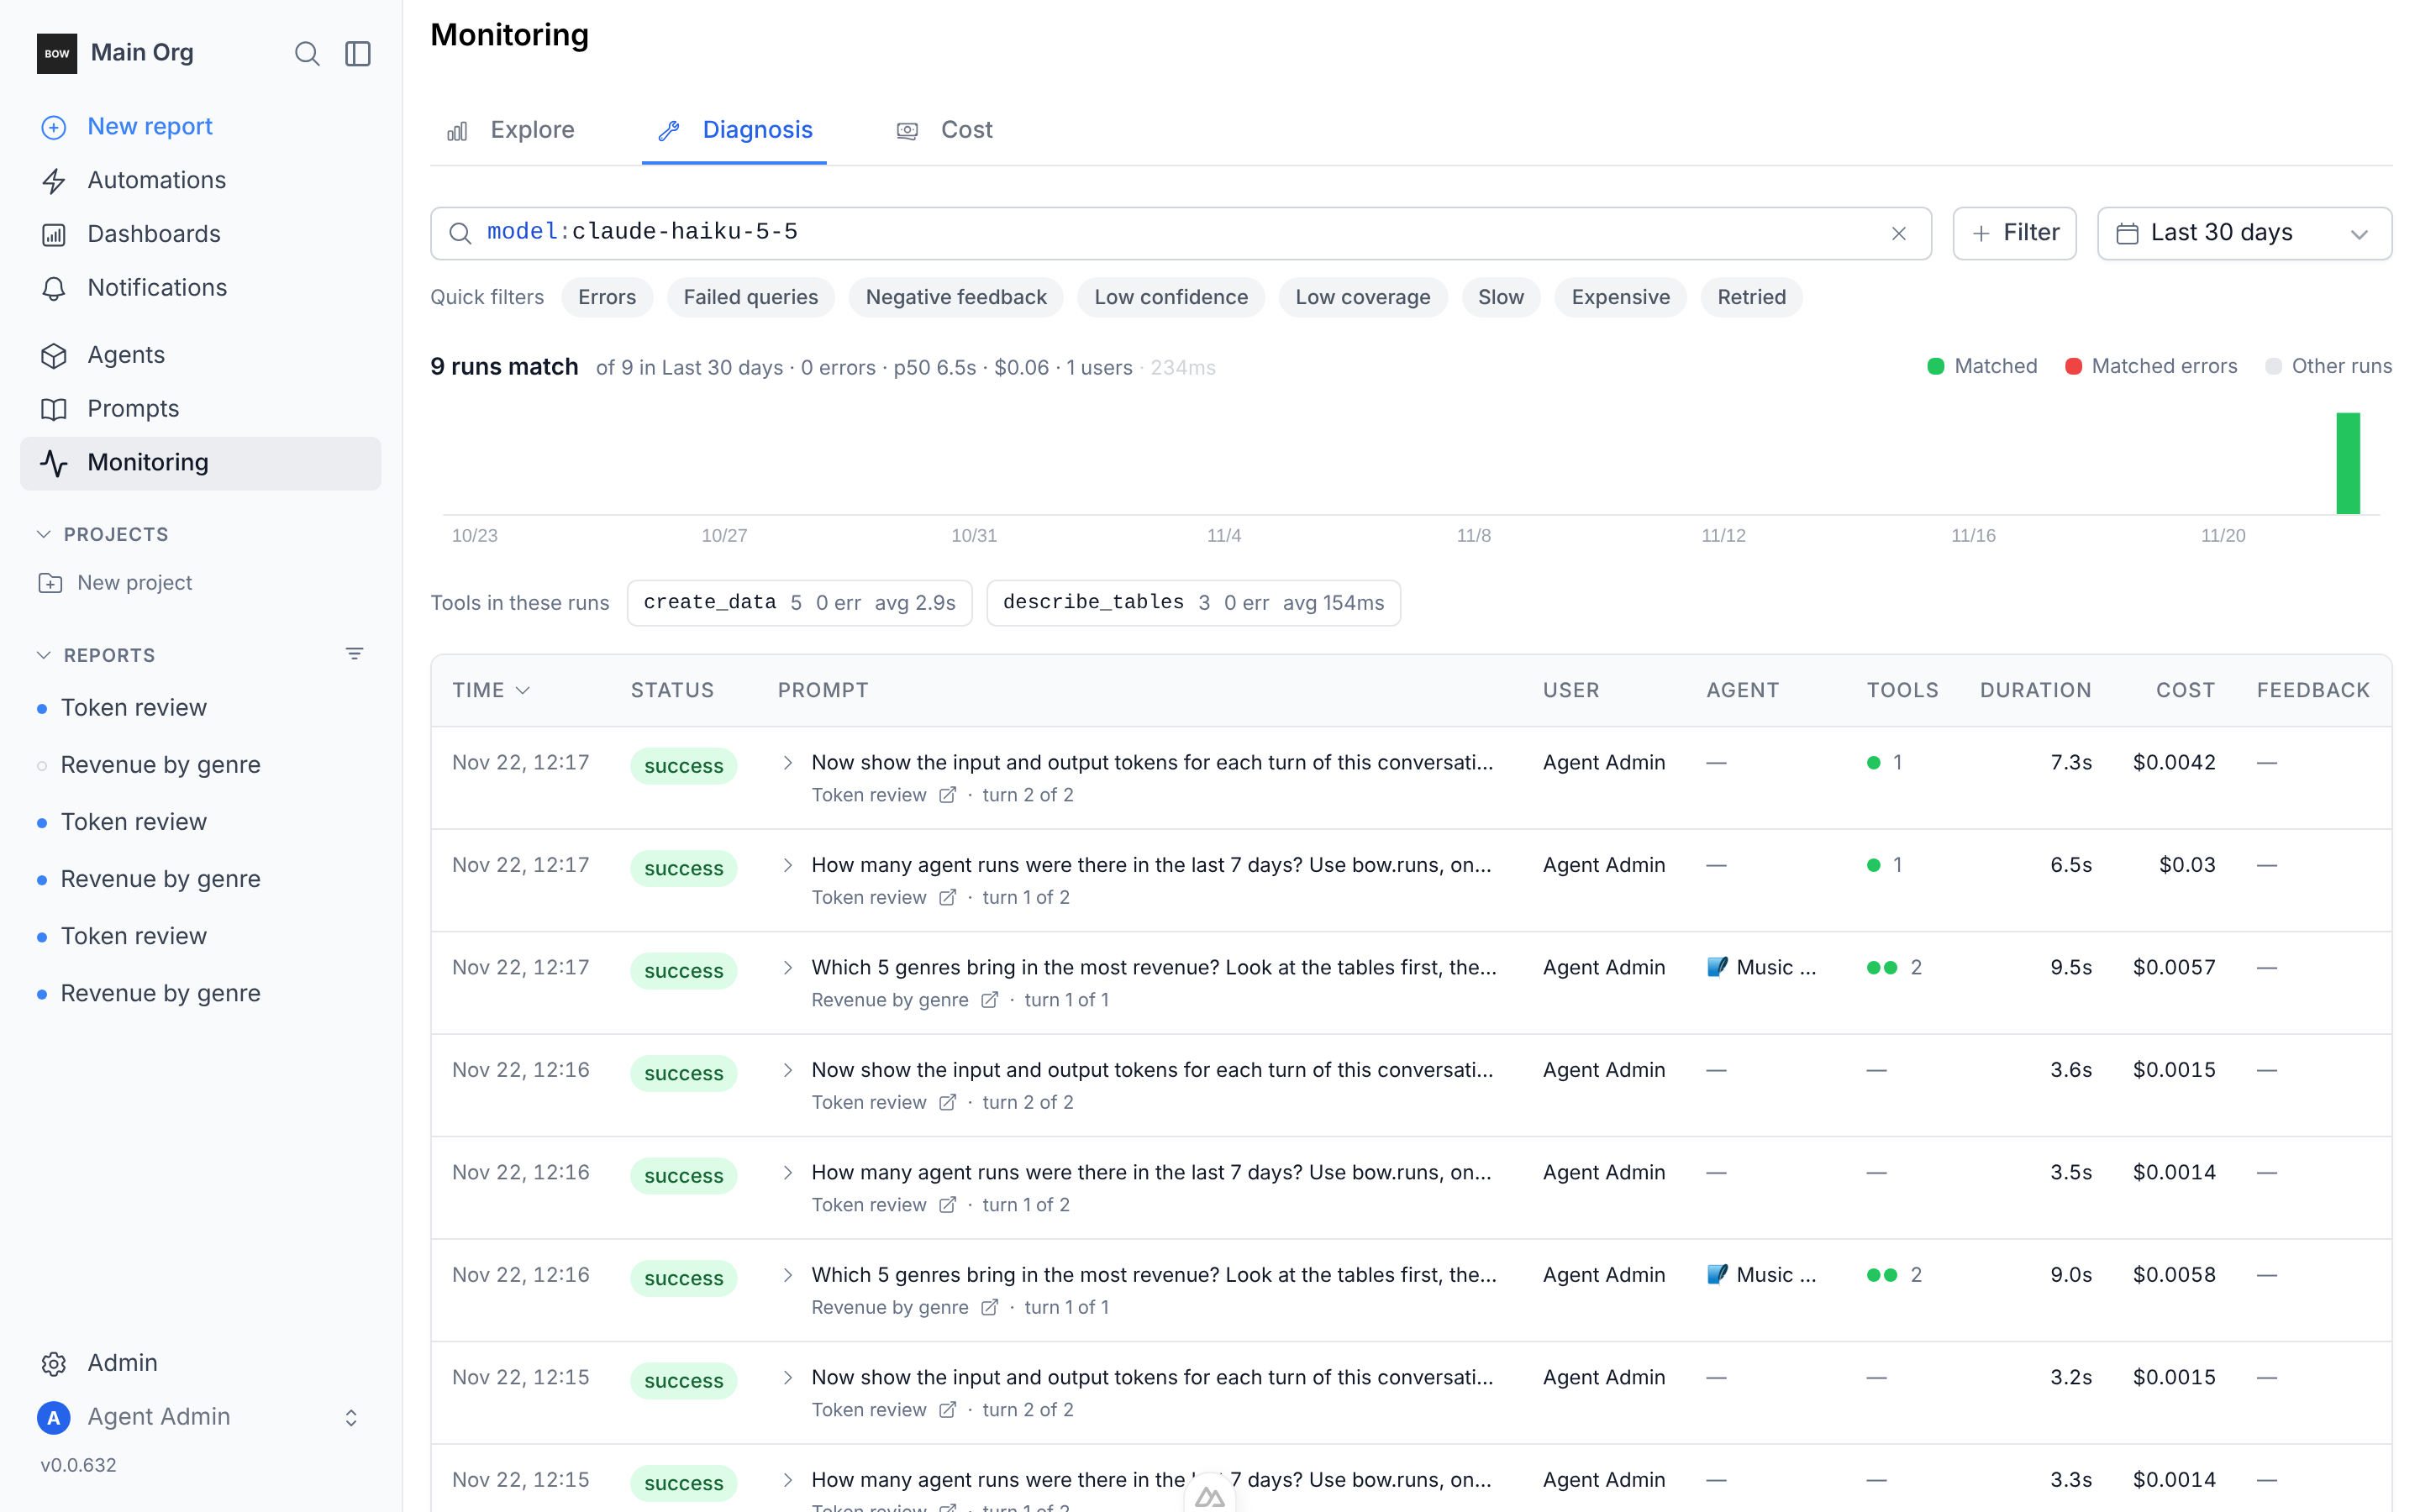 BOW Main Org
New report
Automations
Dashboards
Notifications
Agents
Prompts
Monitoring
PROJECTS
New project
REPORTS
Token review
Revenue by genre
Token review
Revenue by genre
Token review
Revenue by genre
Admin
A Agent Admin
v0.0.632
Monitoring
Explore Diagnosis Cost
model:claude-haiku-5-5 Filter Last 30 days
Quick filters Errors Failed queries Negative feedback Low confidence Low coverage Slow Expensive Retried
9 runs match of 9 in Last 30 days · 0 errors · p50 6.5s · $0.06 · 1 users · 234ms Matched Matched errors Other runs
10/23 10/27 10/31 11/4 11/8 11/12 11/16 11/20
Tools in these runs create_data 5 0 err avg 2.9s describe_tables 3 0 err avg 154ms
TIME STATUS PROMPT USER AGENT TOOLS DURATION COST FEEDBACK
Nov 22, 12:17 success Now show the input and output tokens for each turn of this conversati... Agent Admin — 1 7.3s $0.0042 —
Token review · turn 2 of 2
Nov 22, 12:17 success How many agent runs were there in the last 7 days? Use bow.runs, on... Agent Admin — 1 6.5s $0.03 —
Token review · turn 1 of 2
Nov 22, 12:17 success Which 5 genres bring in the most revenue? Look at the tables first, the... Agent Admin Music ... 2 9.5s $0.0057 —
Revenue by genre · turn 1 of 1
Nov 22, 12:16 success Now show the input and output tokens for each turn of this conversati... Agent Admin — — 3.6s $0.0015 —
Token review · turn 2 of 2
Nov 22, 12:16 success How many agent runs were there in the last 7 days? Use bow.runs, on... Agent Admin — — 3.5s $0.0014 —
Token review · turn 1 of 2
Nov 22, 12:16 success Which 5 genres bring in the most revenue? Look at the tables first, the... Agent Admin Music ... 2 9.0s $0.0058 —
Revenue by genre · turn 1 of 1
Nov 22, 12:15 success Now show the input and output tokens for each turn of this conversati... Agent Admin — — 3.2s $0.0015 —
Token review · turn 2 of 2
Nov 22, 12:15 success How many agent runs were there in the 7 days? Use bow.runs, on... Agent Admin — — 3.3s $0.0014 —
Token review · turn 1 of 2